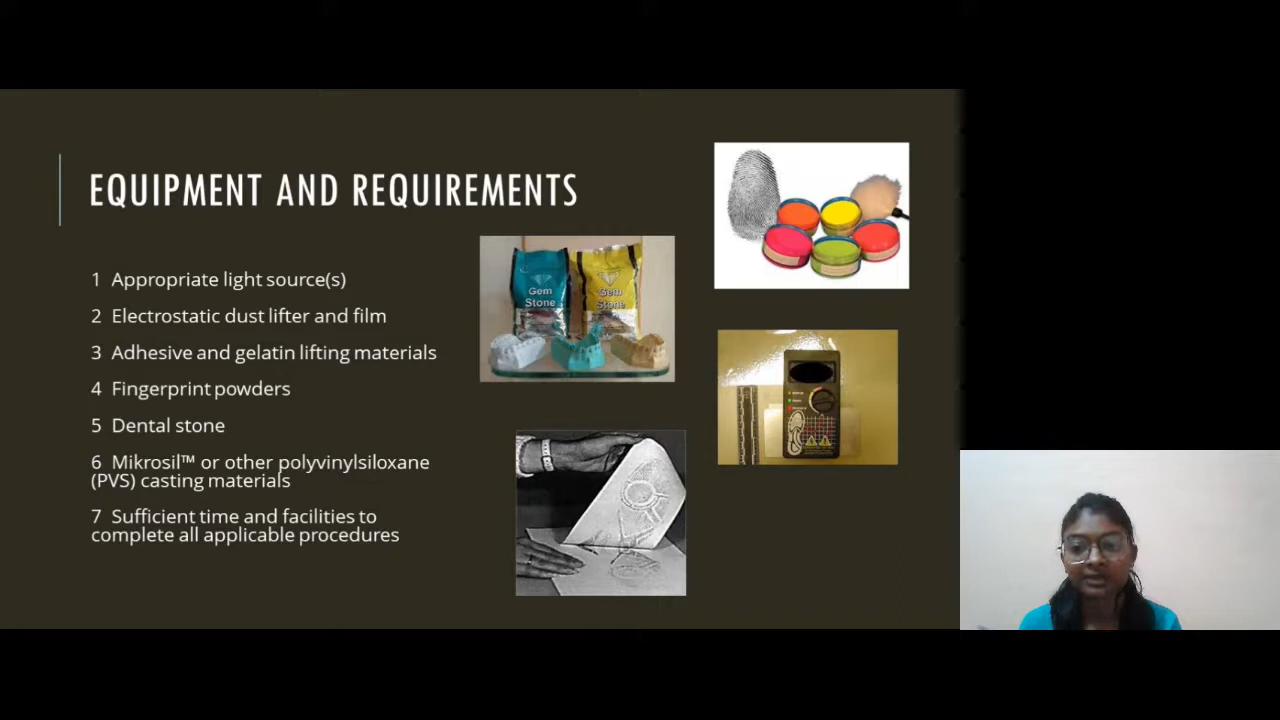 EQUIPMENT AND REQUIREMENTS
1 Appropriate light source(s)
2 Electrostatic dust lifter and film
3 Adhesive and gelatin lifting materials
4 Fingerprint powders
5 Dental stone
6 Mikrosil™ or other polyvinylsiloxane
(PVS) casting materials
7 Sufficient time and facilities to
complete all applicable procedures
Gem
Stone
Gem
Stone